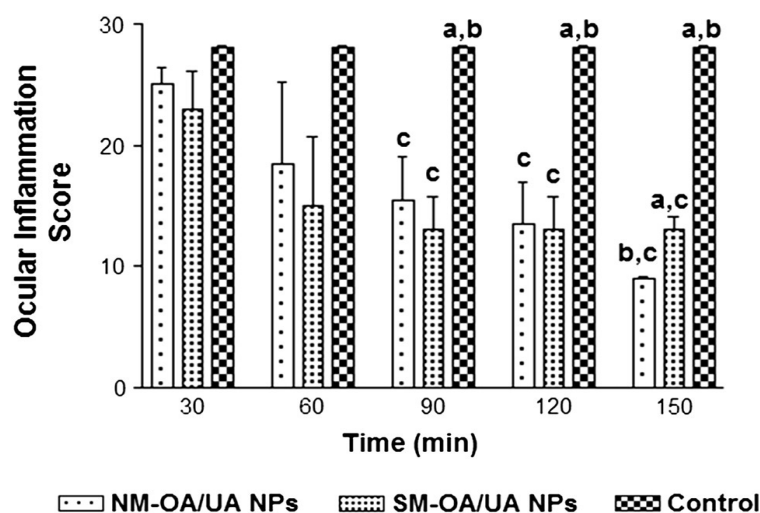 Ocular Inflammation
Score
30
20
10
0
a,b
a,b
a,b
c
c
c
c
a,c
b,c
30
60
90
120
150
Time (min)
NM-OA/UA NPs
SM-OA/UA NPs
Control